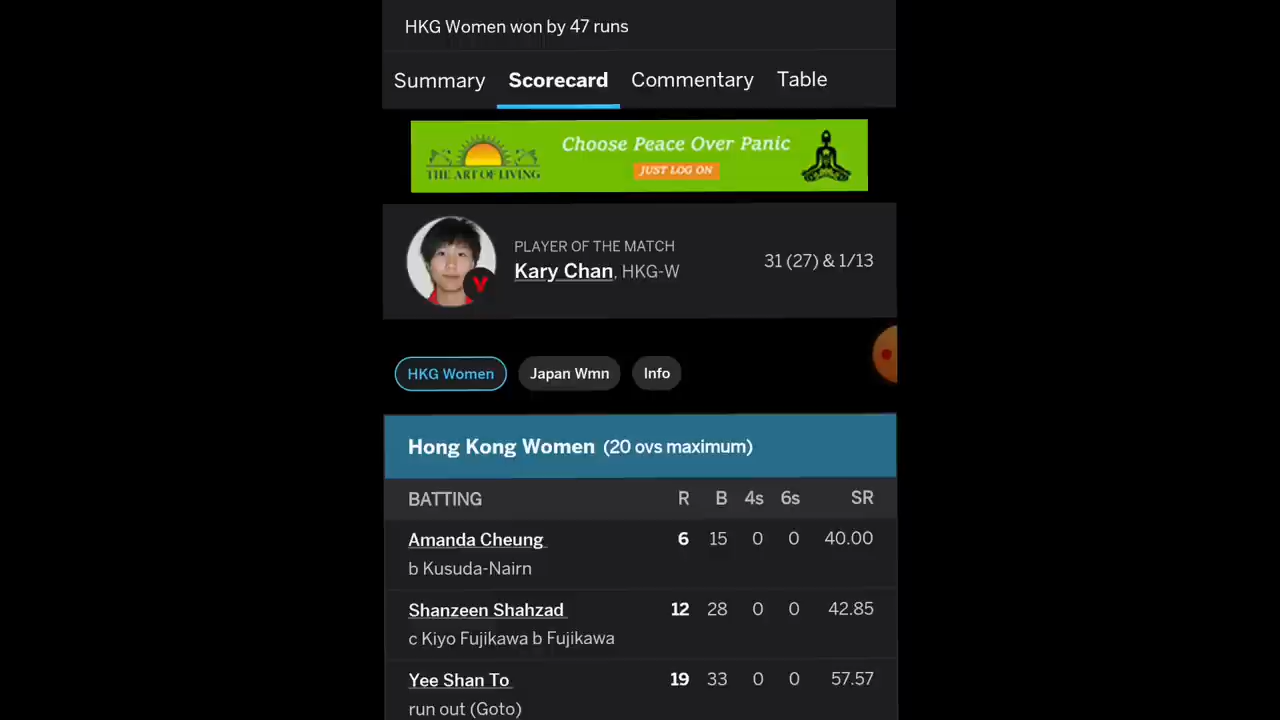 HKG Women won by 47 runs
Summary Scorecard Commentary Table
Choose Peace Over Panic
THE ART OF LIVING
JUST LOG ON
PLAYER OF THE MATCH
Kary Chan, HKG-W
31 (27) & 1/13
V
HKG Women Japan Wmn Info
Hong Kong Women (20 ovs maximum)
BATTING R B 4s 6s SR
Amanda Cheung 6 15 0 0 40.00
b Kusuda-Nairn
Shanzeen Shahzad 12 28 0 0 42.85
c Kiyo Fujikawa b Fujikawa
Yee Shan To 19 33 0 0 57.57
run out (Goto)